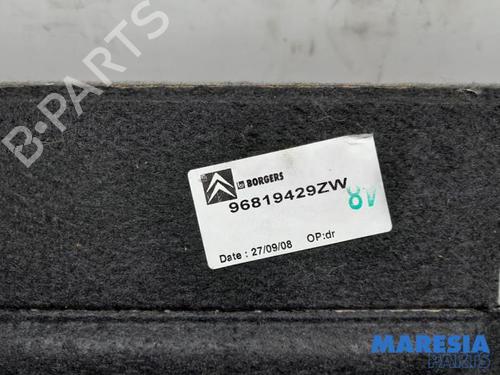 B-PARTS
BORGERS
96819429ZW
8V
Date : 27/09/08 OP:dr
MARESIA
PARTS